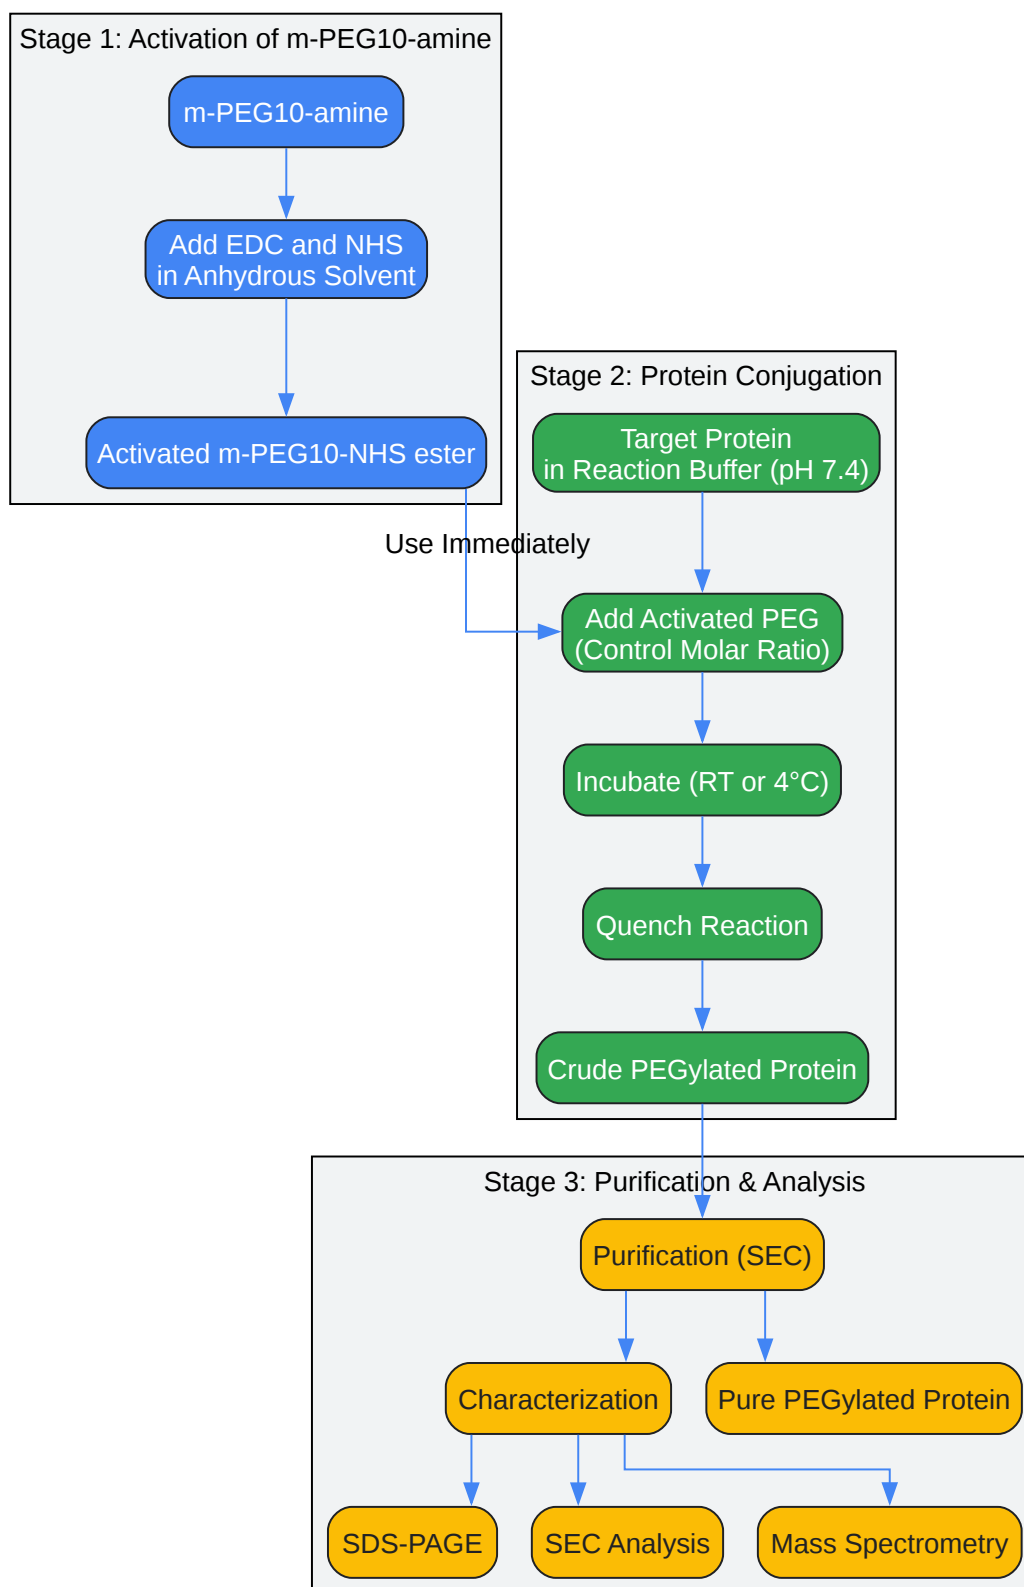 Stage 1: Activation of m-PEG10-amine
m-PEG10-amine
Add EDC and NHS
in Anhydrous Solvent
Activated m-PEG10-NHS ester
Use Immediately
Stage 2: Protein Conjugation
Target Protein
in Reaction Buffer (pH 7.4)
Add Activated PEG
(Control Molar Ratio)
Incubate (RT or 4°C)
Quench Reaction
Crude PEGylated Protein
Stage 3: Purification & Analysis
Purification (SEC)
Characterization
Pure PEGylated Protein
SDS-PAGE
SEC Analysis
Mass Spectrometry